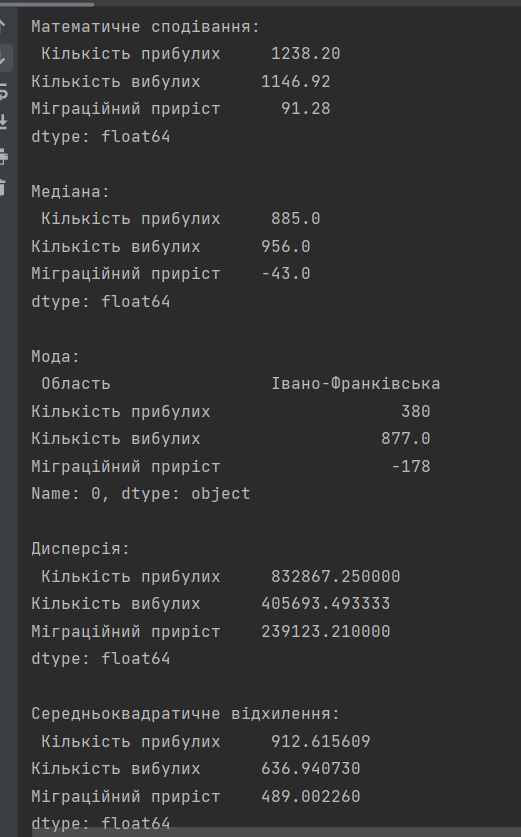 Математичне сподівання:
Кількість прибулих 1238.20
Кількість вибулих 1146.92
Міграційний приріст 91.28
dtype: float64
Медіана:
Кількість прибулих 885.0
Кількість вибулих 956.0
Міграційний приріст -43.0
dtype: float64
Мода:
Область Івано-Франківська
Кількість прибулих 380
Кількість вибулих 877.0
Міграційний приріст -178
Name: 0, dtype: object
Дисперсія:
Кількість прибулих 832867.250000
Кількість вибулих 405693.493333
Міграційний приріст 239123.210000
dtype: float64
Середньоквадратичне відхилення:
Кількість прибулих 912.615609
Кількість вибулих 636.940730
Міграційний приріст 489.002260
dtype: float64